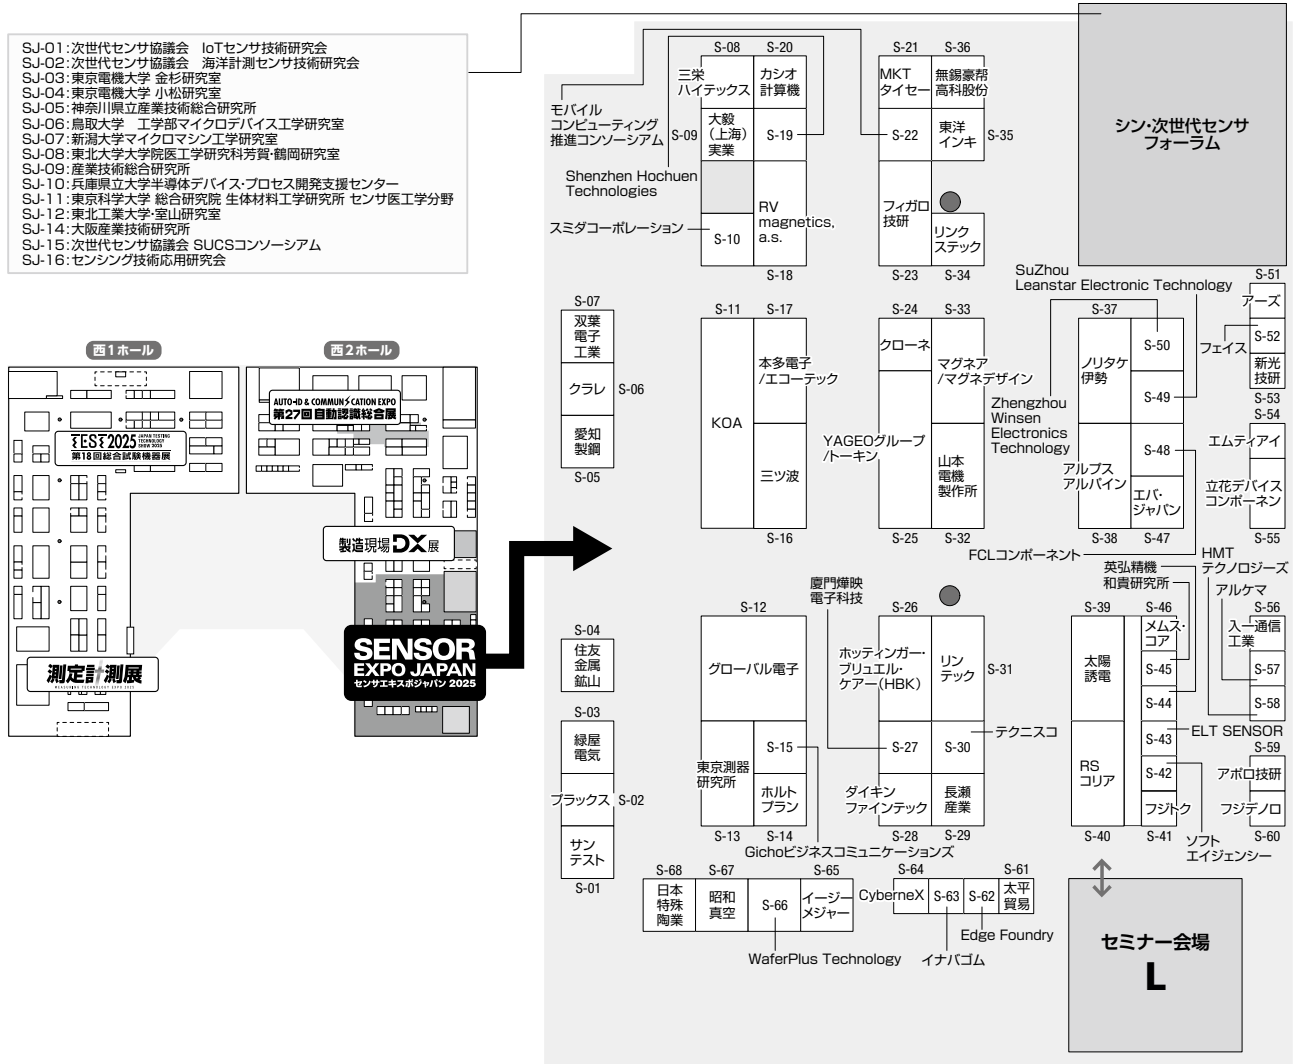 SJ-01:次世代センサ協議会　IoTセンサ技術研究会
SJ-02:次世代センサ協議会　海洋計測センサ技術研究会
SJ-03:東京電機大学 金杉研究室
SJ-04:東京電機大学 小松研究室
SJ-05:神奈川県立産業技術総合研究所
SJ-06:鳥取大学　工学部マイクロデバイス工学研究室
SJ-07:新潟大学マイクロマシン工学研究室
SJ-08:東北大学大学院医工学研究科芳賀・鶴岡研究室
SJ-09:産業技術総合研究所
SJ-10:兵庫県立大学半導体デバイス・プロセス開発支援センター
SJ-11:東京科学大学 総合研究院 生体材料工学研究所 センサ医工学分野
SJ-12:東北工業大学・室山研究室
SJ-14:大阪産業技術研究所
SJ-15:次世代センサ協議会 SUCSコンソーシアム
SJ-16:センシング技術応用研究会
シン・次世代センサ
フォーラム
S-08
S-20
三栄
ハイテックス
カシオ
計算機
モバイル
コンピューティング
推進コンソーシアム
S-09
大毅
(上海)
実業
S-19
Shenzhen Hochuen
Technologies
スミダコーポレーション
S-10
RV
magnetics,
a.s.
S-18
S-21
S-36
MKT
タイセー
無錫豪幇
高科股份
S-22
東洋
インキ
S-35
フィガロ
技研
リンク
ステック
S-23
S-34
S-07
双葉
電子
工業
クラレ
S-06
愛知
製鋼
S-05
S-11
S-17
KOA
本多電子
/エコーテック
三ツ波
S-16
S-24
S-33
クローネ
マグネア
/マグネデザイン
YAGEOグループ
/トーキン
山本
電機
製作所
S-25
S-32
SuZhou
Leanstar Electronic Technology
S-37
ノリタケ
伊勢
S-50
S-49
Zhengzhou
Winsen
Electronics
Technology
S-48
アルプス
アルパイン
エバ・
ジャパン
S-38
S-47
FCLコンポーネント
S-51
アーズ
S-52
フェイス
新光
技研
S-53
S-54
エムティアイ
立花デバイス
コンポーネン
S-55
西1ホール
西2ホール
AUTO-ID & COMMUNICATION EXPO
第27回 自動認識総合展
TEST2025
JAPAN TESTING
TECHNOLOGY
SHOW 2025
第18回総合試験機器展
製造現場DX展
測定計測展
MEASURING TECHNOLOGY EXPO 2025
SENSOR
EXPO JAPAN
センサエキスポジャパン 2025
S-04
住友
金属
鉱山
S-03
緑屋
電気
プラックス
S-02
サン
テスト
S-01
S-12
グローバル電子
東京測器
研究所
S-15
ホルト
プラン
S-13
S-14
Gichoビジネスコミュニケーションズ
厦門燁映
電子科技
S-26
ホッティンガー・
ブリュエル・
ケアー(HBK)
リン
テック
S-31
S-27
S-30
テクニスコ
ダイキン
ファインテック
長瀬
産業
S-28
S-29
英弘精機
和貴研究所
S-39
S-46
太陽
誘電
メムス・
コア
S-45
S-44
S-43
ELT SENSOR
RS
コリア
S-42
フジトク
S-40
S-41
ソフト
エイジェンシー
HMT
テクノロジーズ
アルケマ
S-56
入一通信
工業
S-57
S-58
S-59
アポロ技研
フジデノロ
S-60
S-68
S-67
S-65
日本
特殊
陶業
昭和
真空
S-66
イージー
メジャー
WaferPlus Technology
S-64
S-61
CyberneX
S-63
S-62
太平
貿易
Edge Foundry
イナバゴム
セミナー会場
L